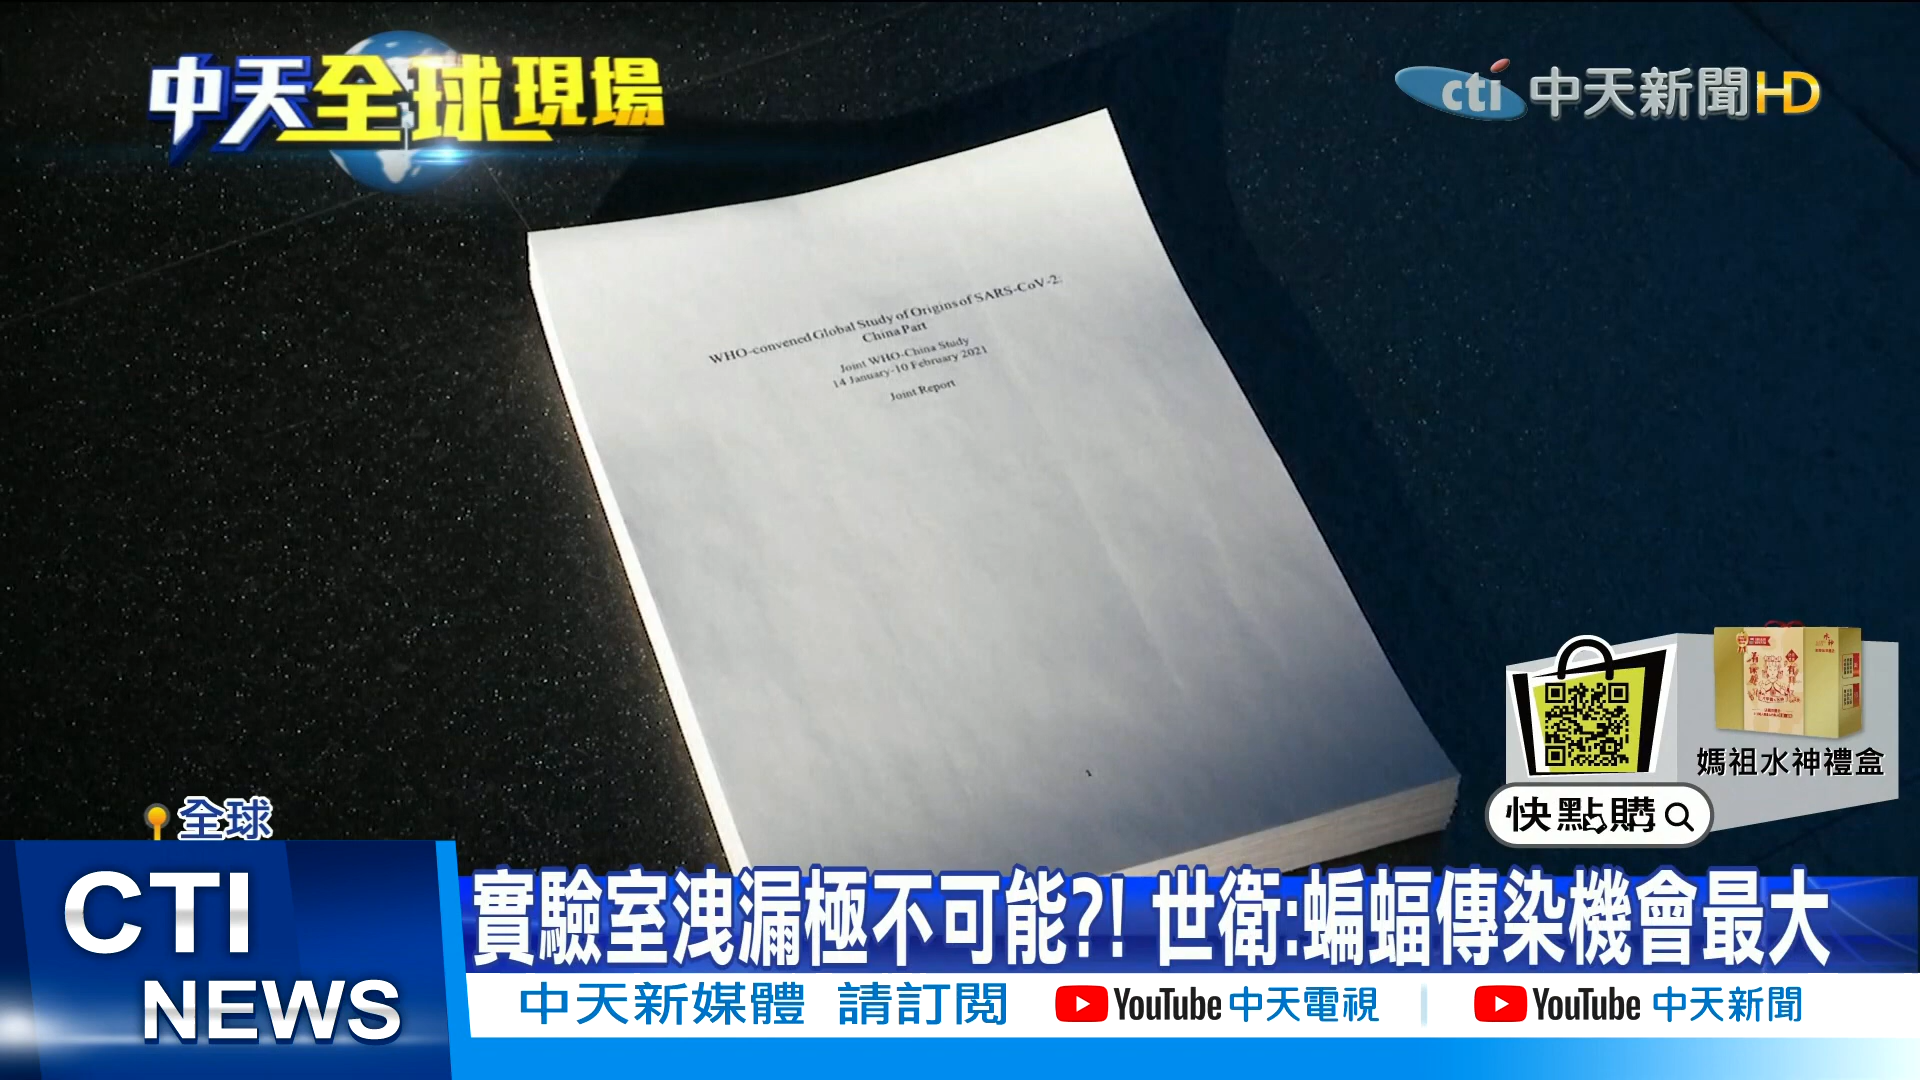 中天全球現場
cti 中天新聞HD
WHO-convened Global Study of Origins of SARS-CoV-2:
China Part
Joint WHO-China Study
14 January-10 February 2021
Joint Report
1
媽祖水神禮盒
快點購
全球
CTI
NEWS
實驗室洩漏極不可能?! 世衛:蝙蝠傳染機會最大
中天新媒體 請訂閱 YouTube 中天電視 YouTube 中天新聞